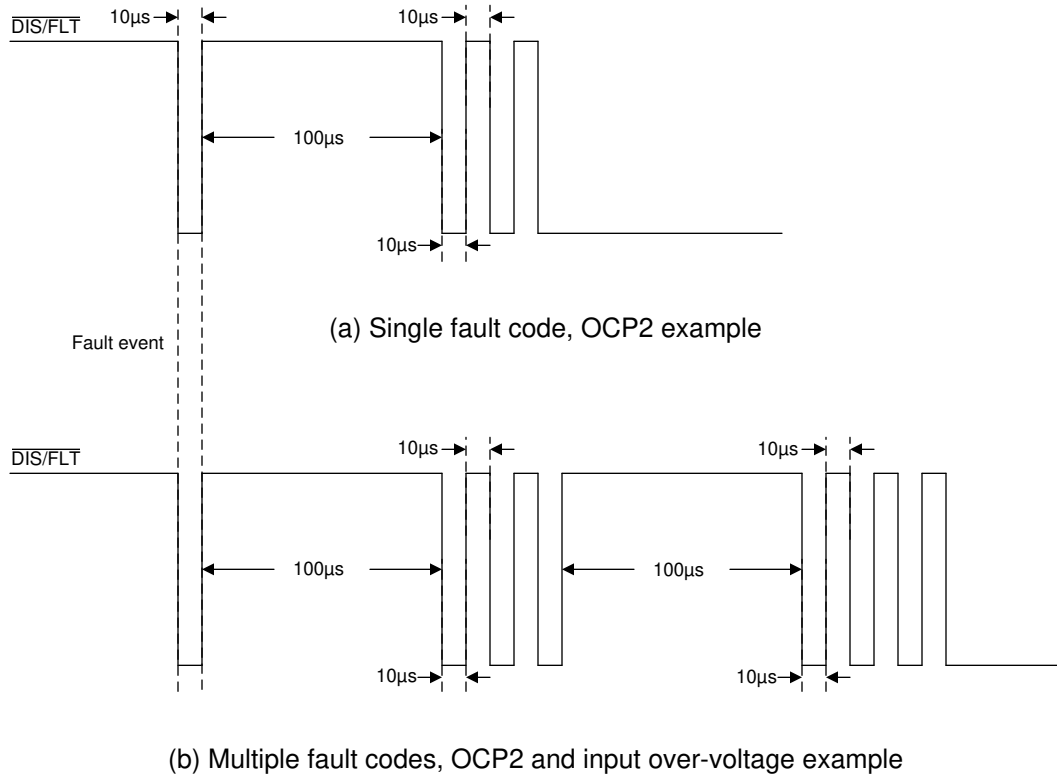 10μs
DIS/FLT
10μs
100μs
10μs
(a) Single fault code, OCP2 example
Fault event
DIS/FLT
10μs
10μs
100μs
100μs
10μs
10μs
(b) Multiple fault codes, OCP2 and input over-voltage example